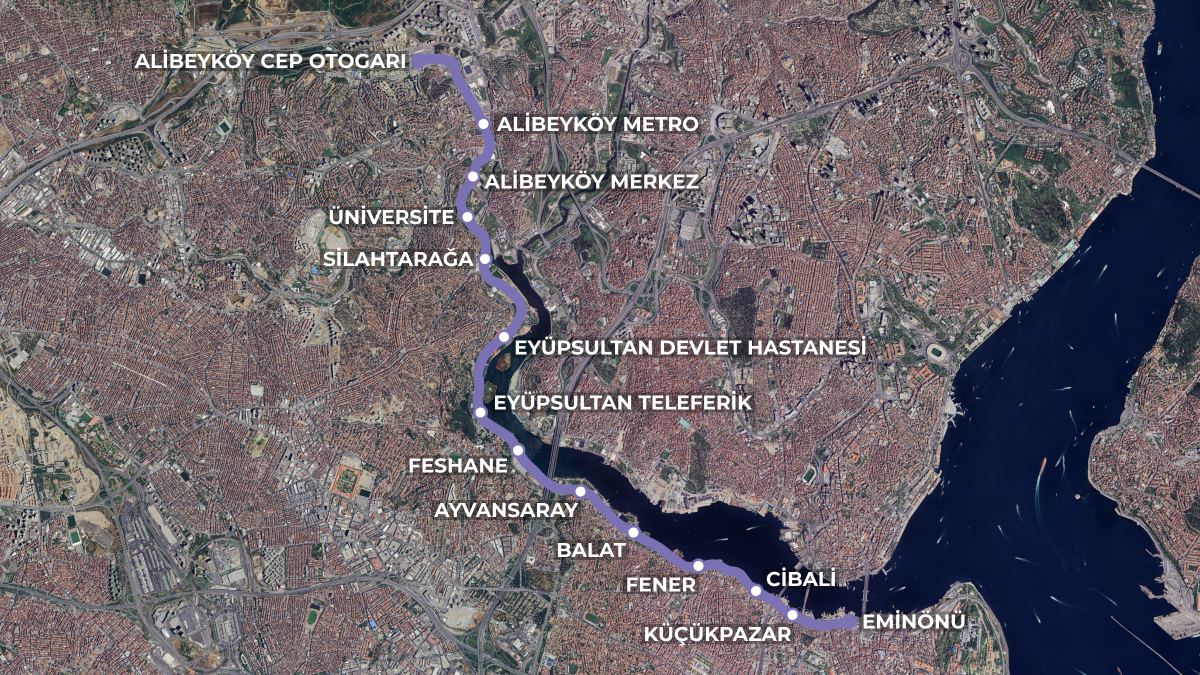 ALİBEYKÖY CEP OTOGARI
ALİBEYKÖY METRO
ALİBEYKÖY MERKEZ
ÜNİVERSİTE
SİLAHTARAĞA
EYÜPSULTAN DEVLET HASTANESİ
EYÜPSULTAN TELEFERİK
FESHANE
AYVANSARAY
BALAT
FENER
CİBALİ
KÜÇÜKPAZAR
EMİNÖNÜ